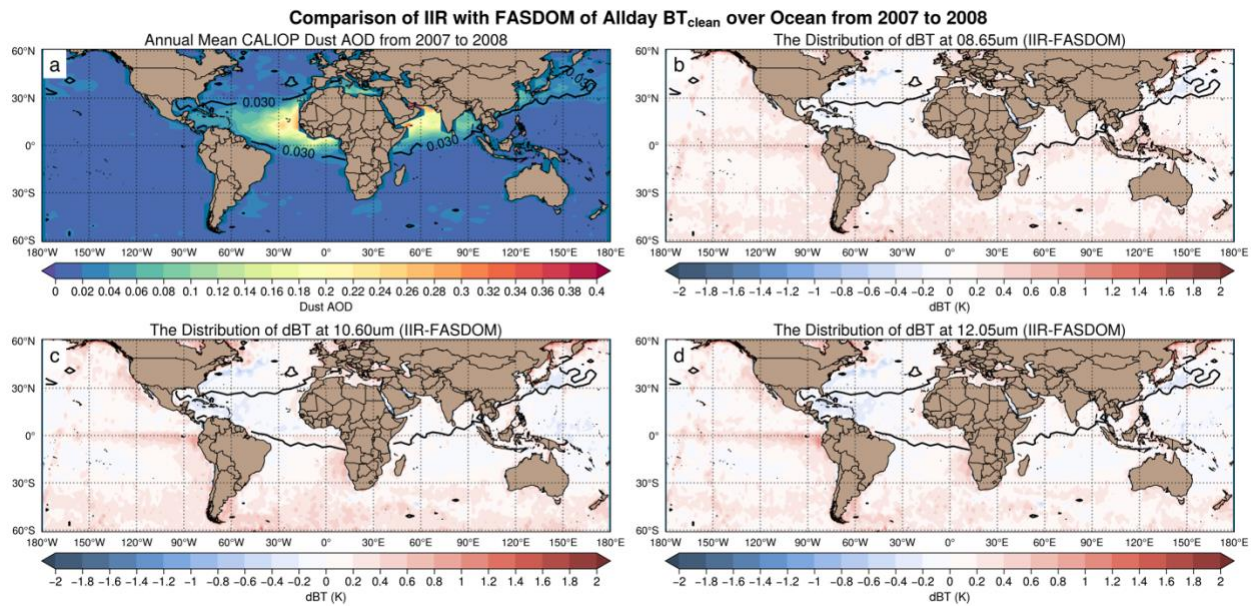 Comparison of IIR with FASDOM of Allday BTclean over Ocean from 2007 to 2008
Annual Mean CALIOP Dust AOD from 2007 to 2008
a
0.030
0.030
0.030
0.03
60°N
30°N
0°
30°S
60°S
180°W 150°W 120°W 90°W 60°W 30°W 0° 30°E 60°E 90°E 120°E 150°E 180°E
0 0.02 0.04 0.06 0.08 0.1 0.12 0.14 0.16 0.18 0.2 0.22 0.24 0.26 0.28 0.3 0.32 0.34 0.36 0.38 0.4
Dust AOD
The Distribution of dBT at 08.65um (IIR-FASDOM)
b
60°N
30°N
0°
30°S
60°S
180°W 150°W 120°W 90°W 60°W 30°W 0° 30°E 60°E 90°E 120°E 150°E 180°E
−2 −1.8 −1.6 −1.4 −1.2 −1 −0.8 −0.6 −0.4 −0.2 0 0.2 0.4 0.6 0.8 1 1.2 1.4 1.6 1.8 2
dBT (K)
The Distribution of dBT at 10.60um (IIR-FASDOM)
c
60°N
30°N
0°
30°S
60°S
180°W 150°W 120°W 90°W 60°W 30°W 0° 30°E 60°E 90°E 120°E 150°E 180°E
−2 −1.8 −1.6 −1.4 −1.2 −1 −0.8 −0.6 −0.4 −0.2 0 0.2 0.4 0.6 0.8 1 1.2 1.4 1.6 1.8 2
dBT (K)
The Distribution of dBT at 12.05um (IIR-FASDOM)
d
60°N
30°N
0°
30°S
60°S
180°W 150°W 120°W 90°W 60°W 30°W 0° 30°E 60°E 90°E 120°E 150°E 180°E
−2 −1.8 −1.6 −1.4 −1.2 −1 −0.8 −0.6 −0.4 −0.2 0 0.2 0.4 0.6 0.8 1 1.2 1.4 1.6 1.8 2
dBT (K)